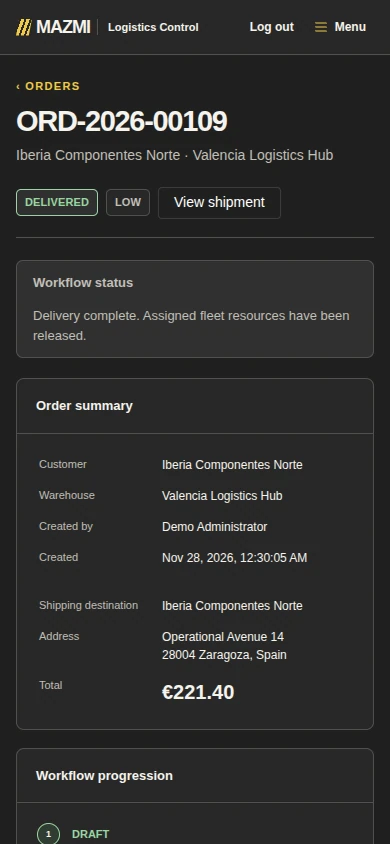 MAZMI
Logistics Control
Log out
Menu
‹ ORDERS
ORD-2026-00109
Iberia Componentes Norte · Valencia Logistics Hub
DELIVERED
LOW
View shipment
Workflow status
Delivery complete. Assigned fleet resources have been
released.
Order summary
Customer
Iberia Componentes Norte
Warehouse
Valencia Logistics Hub
Created by
Demo Administrator
Created
Nov 28, 2026, 12:30:05 AM
Shipping destination
Iberia Componentes Norte
Address
Operational Avenue 14
28004 Zaragoza, Spain
Total
€221.40
Workflow progression
1
DRAFT